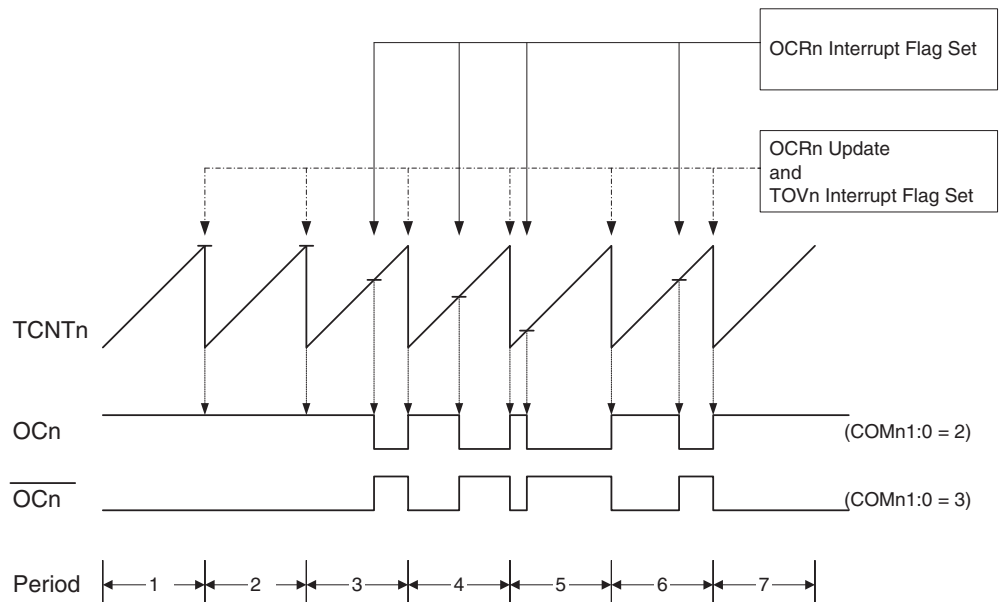 OCRn Interrupt Flag Set
OCRn Update
and
TOVn Interrupt Flag Set
TCNTn
OCn
(COMn1:0 = 2)
OCn
(COMn1:0 = 3)
Period
1
2
3
4
5
6
7